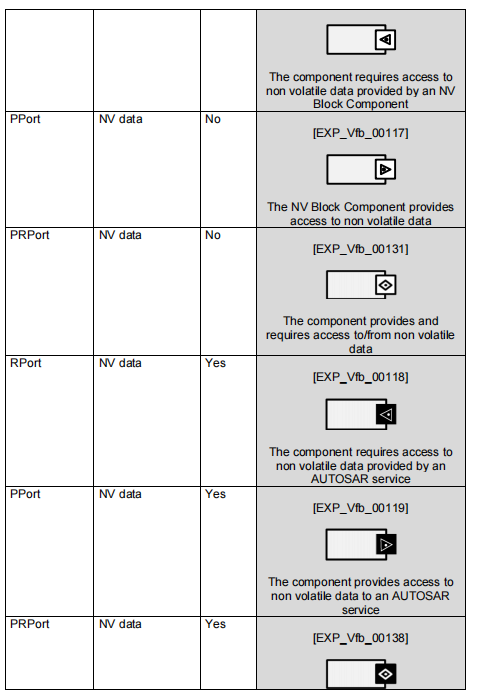 The component requires access to
non volatile data provided by an NV
Block Component
PPort NV data No
[EXP_Vfb_00117]
The NV Block Component provides
access to non volatile data
PRPort NV data No
[EXP_Vfb_00131]
The component provides and
requires access to/from non volatile
data
RPort NV data Yes
[EXP_Vfb_00118]
The component requires access to
non volatile data provided by an
AUTOSAR service
PPort NV data Yes
[EXP_Vfb_00119]
The component provides access to
non volatile data to an AUTOSAR
service
PRPort NV data Yes
[EXP_Vfb_00138]